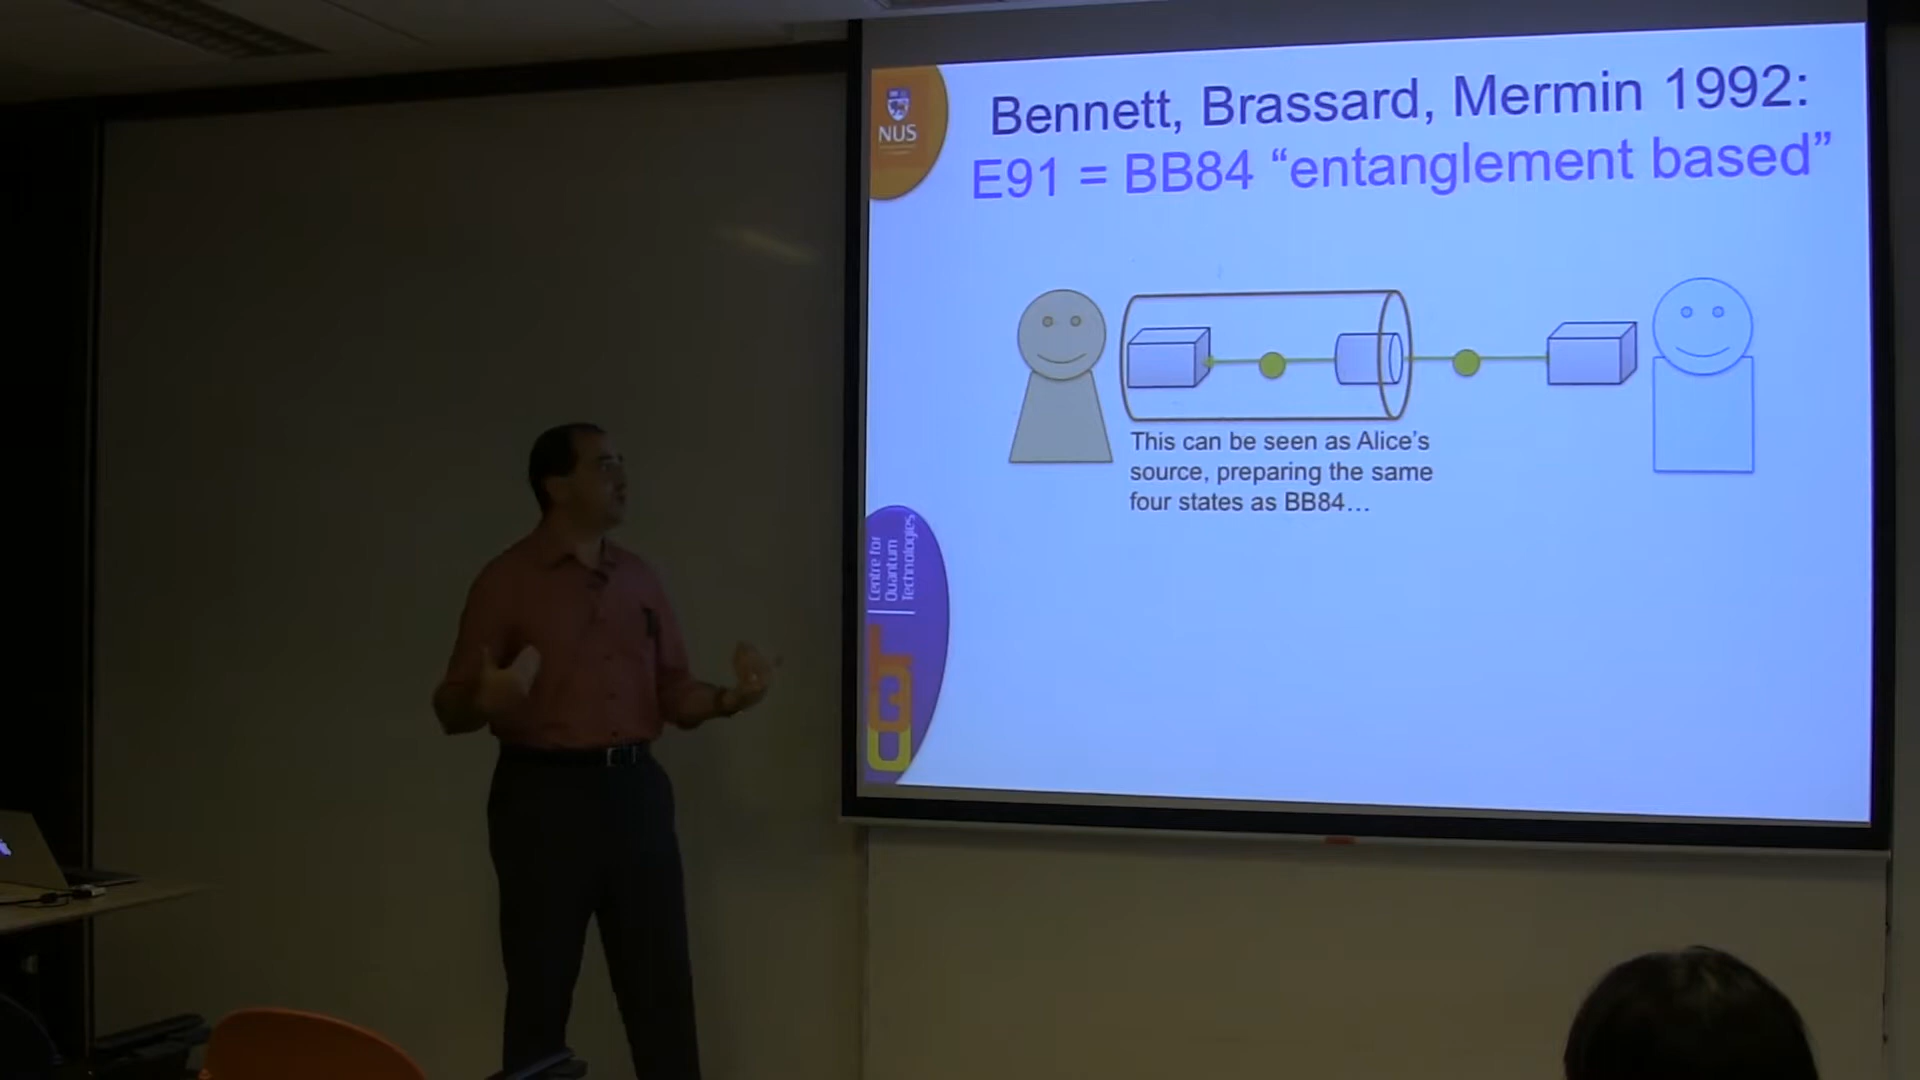 NUS
Bennett, Brassard, Mermin 1992:
E91 = BB84 “entanglement based”
This can be seen as Alice's
source, preparing the same
four states as BB84...
Centre for
Quantum
Technologies